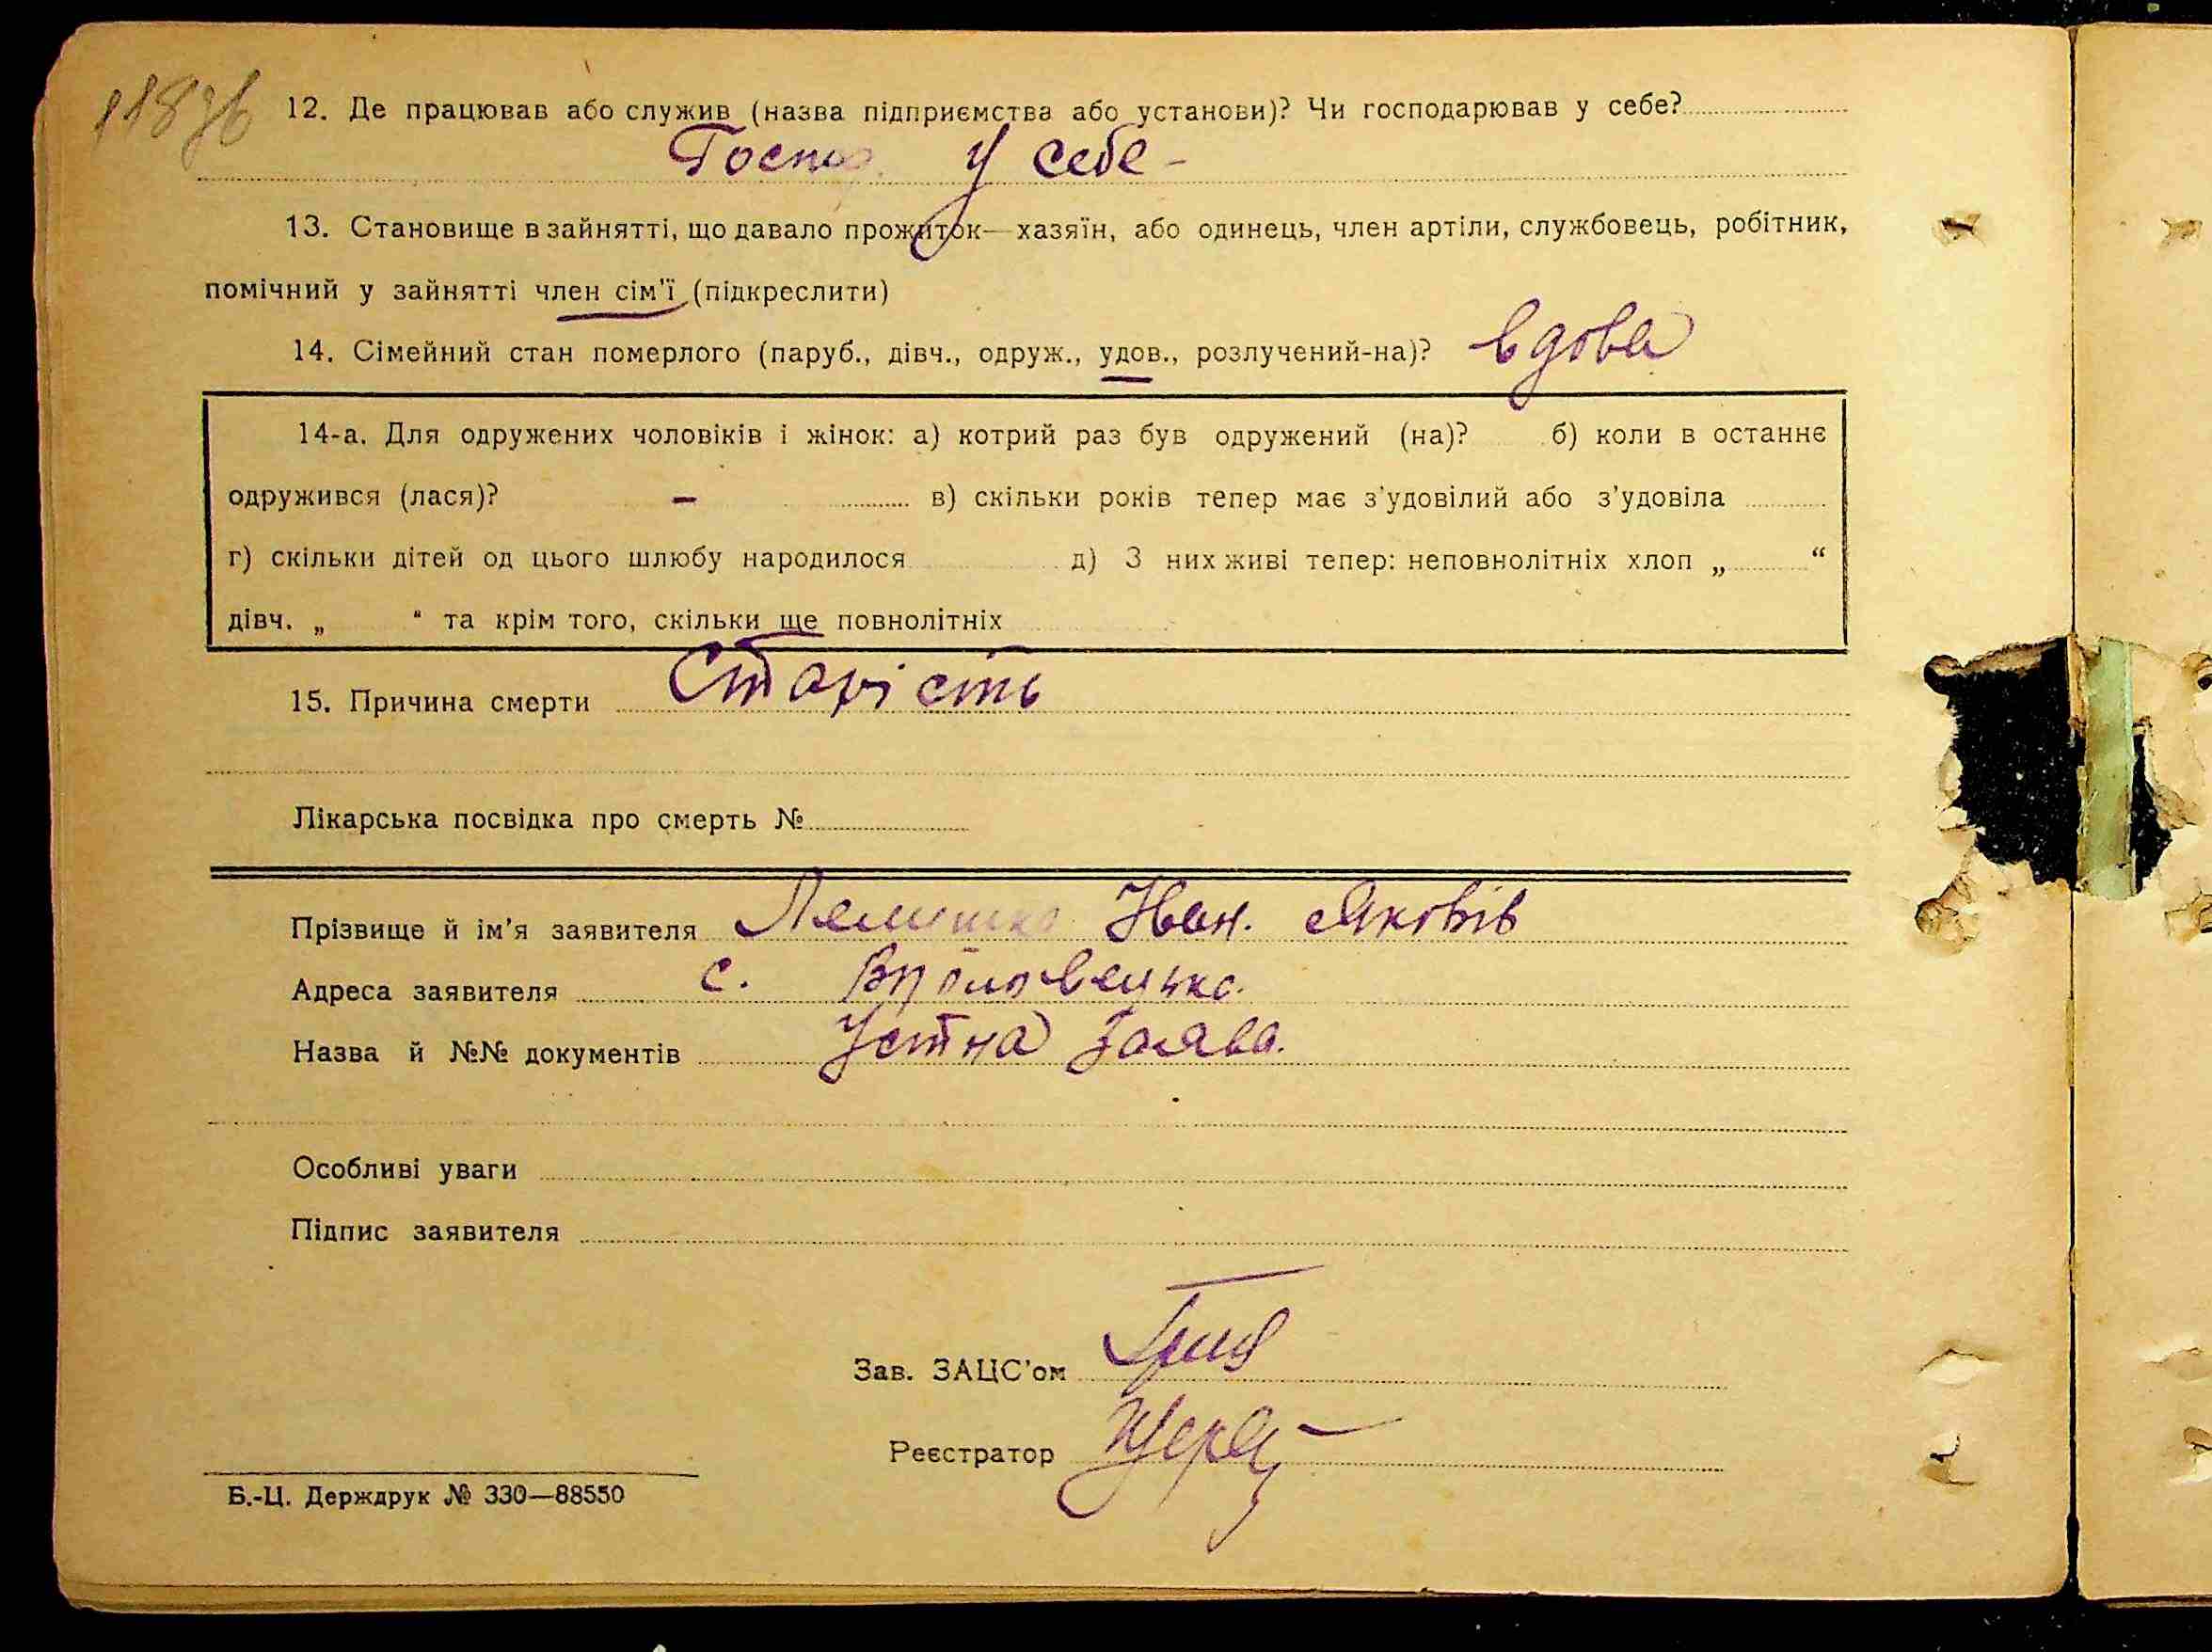 118зв
12. Де працював або служив (назва підприємства або установи)? Чи господарював у себе?
Господ. у себе -
13. Становище в зайнятті, що давало прожиток—хазяїн, або одинець, член артіли, службовець, робітник,
помічний у зайнятті член сім'ї (підкреслити)
14. Сімейний стан померлого (паруб., дівч., одруж., удов., розлучений-на)? вдова
14-а. Для одружених чоловіків і жінок: а) котрий раз був одружений (на)? б) коли в останнє
одружився (лася)? - в) скільки років тепер має з'удовілий або з'удовіла
г) скільки дітей од цього шлюбу народилося д) З них живі тепер: неповнолітніх хлоп „ “
дівч. „ “ та крім того, скільки ще повнолітніх
15. Причина смерти Старість
Лікарська посвідка про смерть №
Прізвище й ім'я заявителя Іван. Яковів
Адреса заявителя с.
Назва й №№ документів Устна заява.
Особливі уваги
Підпис заявителя
Зав. ЗАЦС'ом
Реєстратор
Б.-Ц. Держдрук № 330—88550